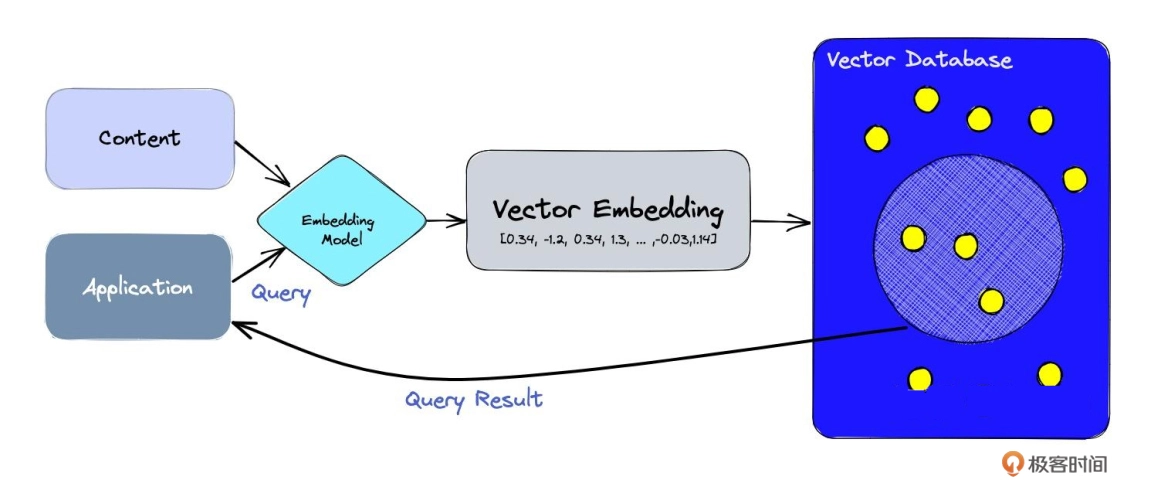 Vector Database
Content
Embedding
Model
Vector Embedding
[0.34, -1.2, 0.34, 1.3, ... ,-0.03,1.14]
Application
Query
Query Result
极客时间